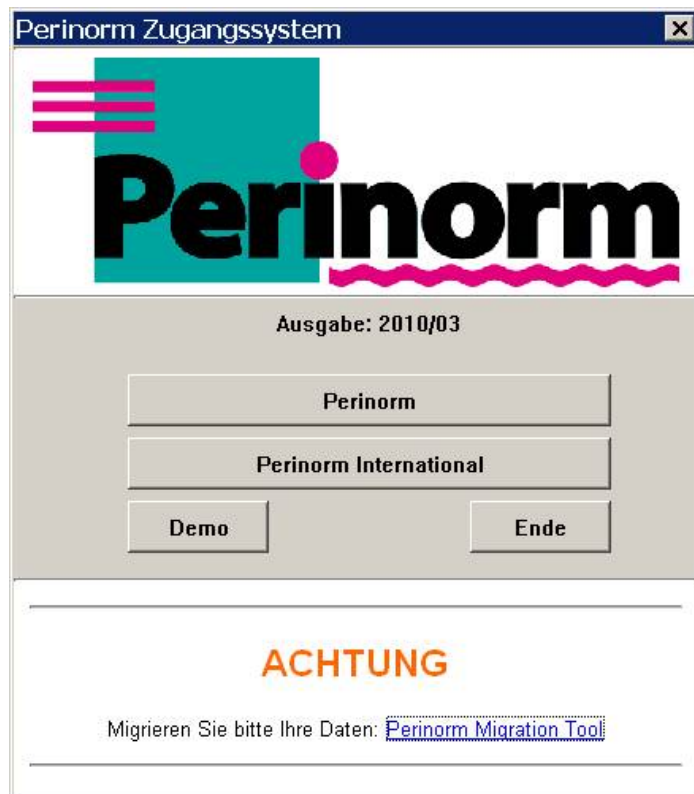 Perinorm Zugangssystem
Perinorm
Ausgabe: 2010/03
Perinorm
Perinorm International
Demo
Ende
ACHTUNG
Migrieren Sie bitte Ihre Daten: Perinorm Migration Tool